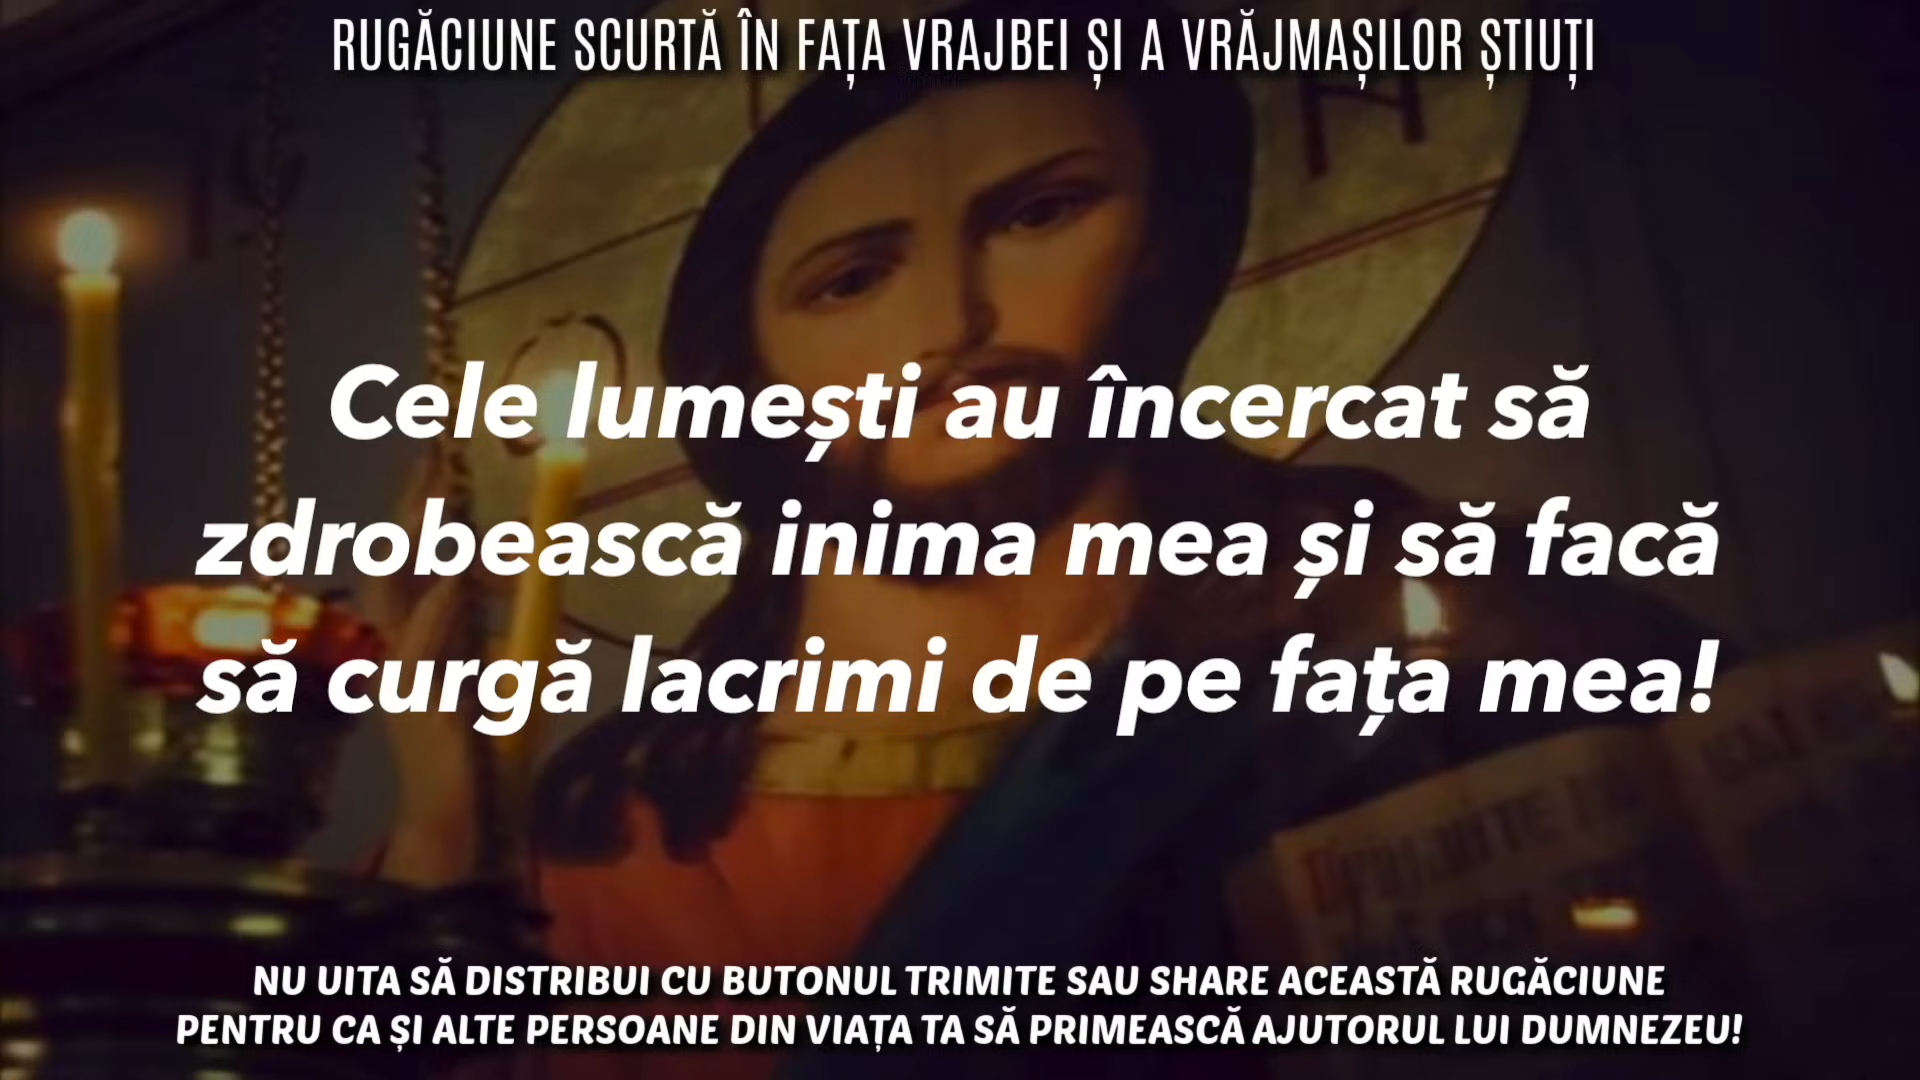 RUGĂCIUNE SCURTĂ ÎN FAȚA VRAJBEI ȘI A VRĂJMAȘILOR ȘTIUȚI
Cele lumești au încercat să
zdrobească inima mea și să facă
să curgă lacrimi de pe fața mea!
NU UITA SĂ DISTRIBUI CU BUTONUL TRIMITE SAU SHARE ACEASTĂ RUGĂCIUNE
PENTRU CA ȘI ALTE PERSOANE DIN VIAȚA TA SĂ PRIMEASCĂ AJUTORUL LUI DUMNEZEU!